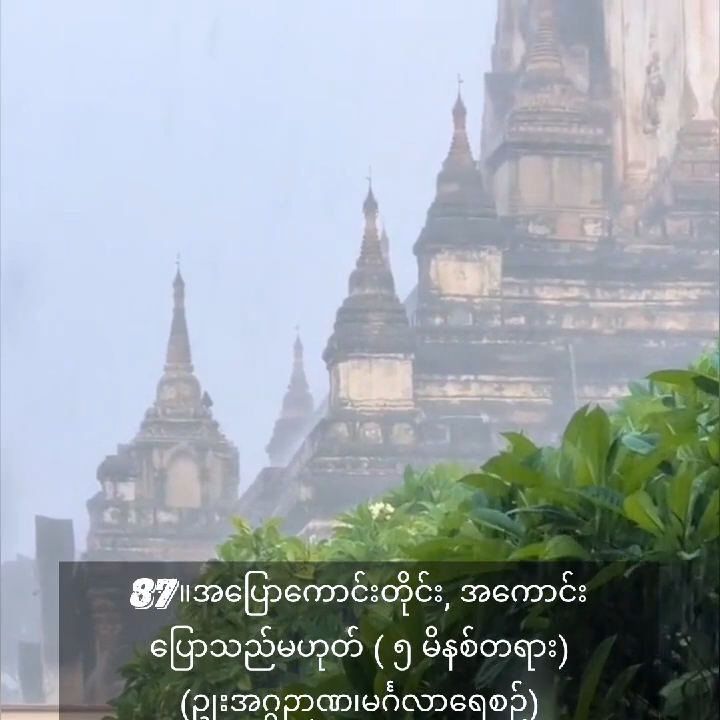 37။အပြောကောင်းတိုင်း, အကောင်း
ပြောသည်မဟုတ် ( ၅ မိနစ်တရား)
(ဥူးအဂ္ဂဉာဏ၊မင်္ဂလာရေစဉ်)